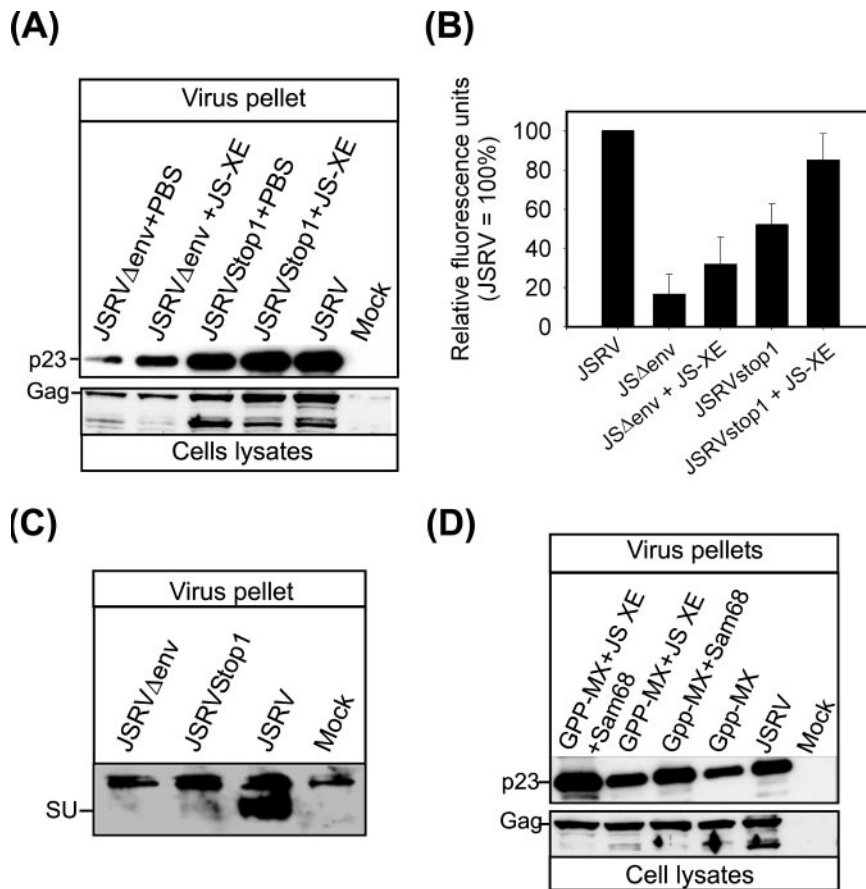 (A)
Virus pellet
JSRVΔenv+PBS
JSRVΔenv +JS-XE
JSRVStop1+PBS
JSRVStop1+JS-XE
JSRV
Mock
p23
Gag
Cells lysates
(B)
Relative fluorescence units
(JSRV = 100%)
100
80
60
40
20
0
JSRV
JSΔenv
JSΔenv + JS-XE
JSRVstop1
JSRVstop1 + JS-XE
(C)
Virus pellet
JSRVΔenv
JSRVStop1
JSRV
Mock
SU
(D)
Virus pellets
GPP-MX+JS XE
+Sam68
GPP-MX+JS XE
Gpp-MX+Sam68
Gpp-MX
JSRV
Mock
p23
Gag
Cell lysates